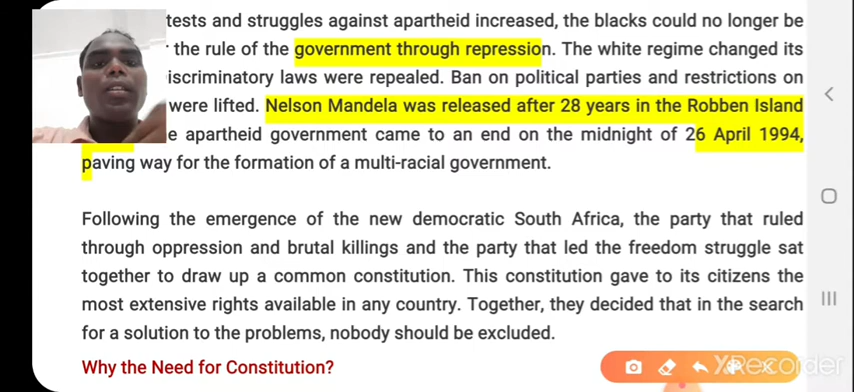 tests and struggles against apartheid increased, the blacks could no longer be
the rule of the government through repression. The white regime changed its
iscriminatory laws were repealed. Ban on political parties and restrictions on
were lifted. Nelson Mandela was released after 28 years in the Robben Island
e apartheid government came to an end on the midnight of 26 April 1994,
paving way for the formation of a multi-racial government.
Following the emergence of the new democratic South Africa, the party that ruled
through oppression and brutal killings and the party that led the freedom struggle sat
together to draw up a common constitution. This constitution gave to its citizens the
most extensive rights available in any country. Together, they decided that in the search
for a solution to the problems, nobody should be excluded.
Why the Need for Constitution?
XRecorder